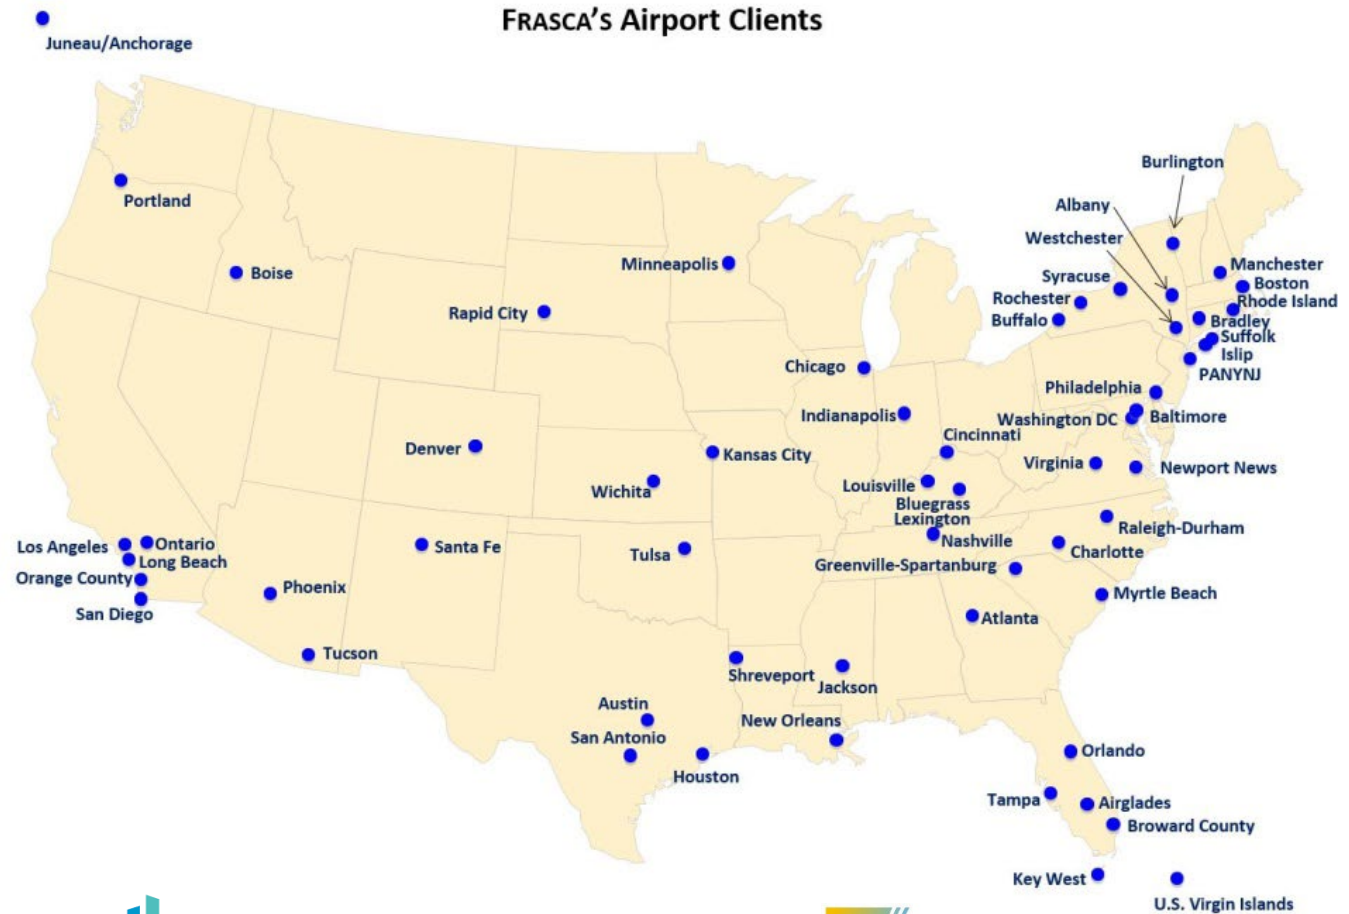 FRASCA'S Airport Clients
Juneau/Anchorage
Burlington
Portland
Albany
Westchester
Minneapolis
Manchester
Boise
Syracuse
Boston
Rochester
Rhode Island
Rapid City
Buffalo
Bradley
Suffolk
Islip
Chicago
PANYNJ
Philadelphia
Indianapolis
Washington DC
Baltimore
Cincinnati
Denver
Kansas City
Virginia
Newport News
Wichita
Louisville
Bluegrass
Lexington
Raleigh-Durham
Los Angeles
Ontario
Santa Fe
Nashville
Tulsa
Charlotte
Long Beach
Greenville-Spartanburg
Orange County
Phoenix
Myrtle Beach
San Diego
Atlanta
Tucson
Shreveport
Jackson
Austin
New Orleans
San Antonio
Orlando
Houston
Tampa
Airglades
Broward County
Key West
U.S. Virgin Islands